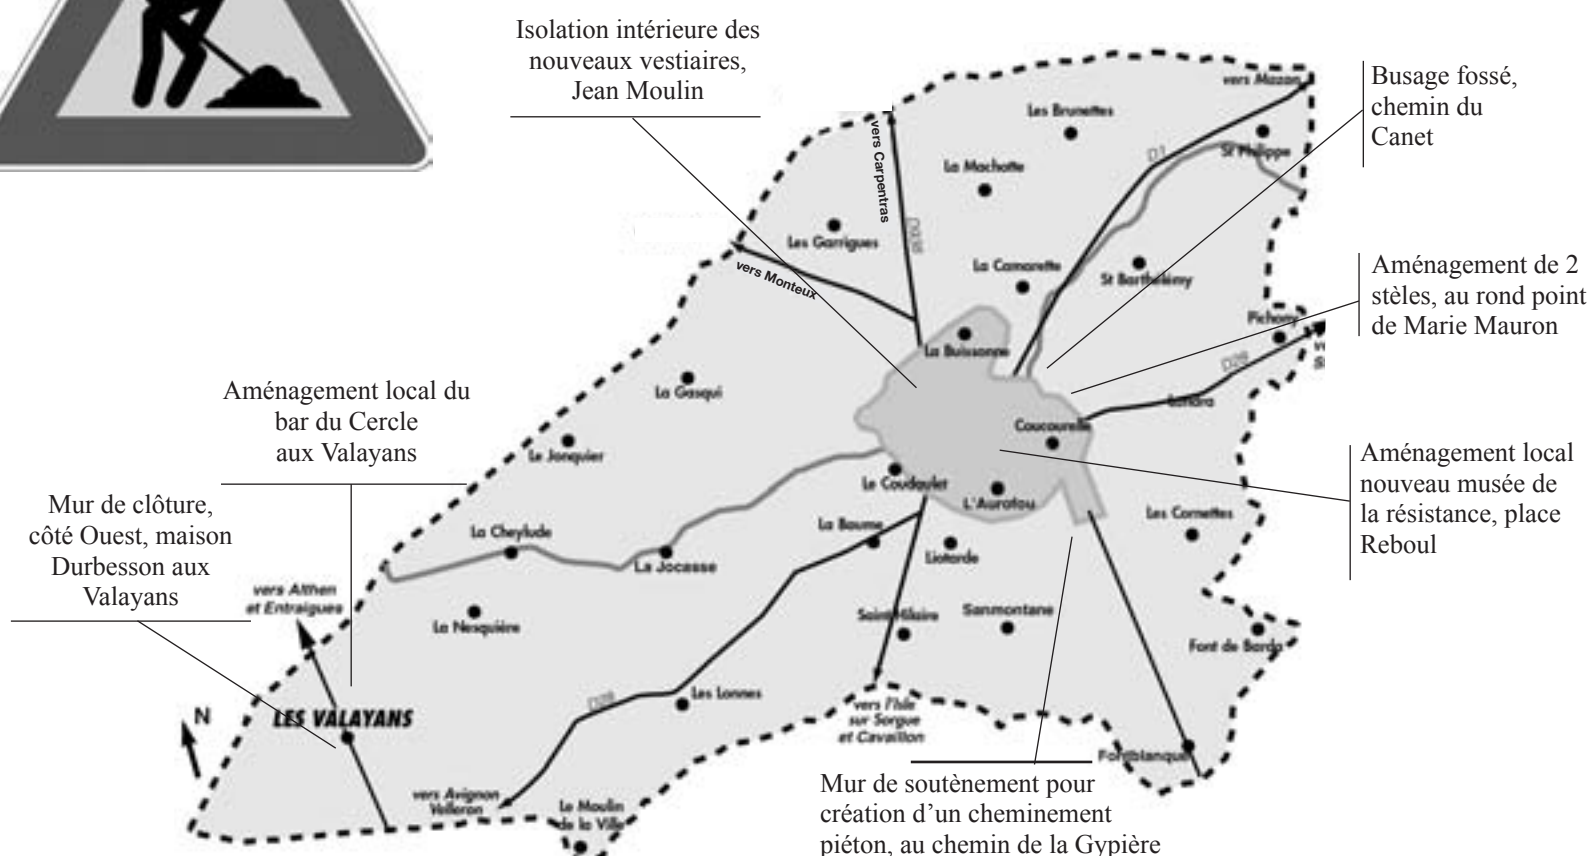 Isolation intérieure des
nouveaux vestiaires,
Jean Moulin
Busage fossé,
chemin du
Canet
Aménagement de 2
stèles, au rond point
de Marie Mauron
Aménagement local
nouveau musée de
la résistance, place
Reboul
Aménagement local du
bar du Cercle
aux Valayans
Mur de clôture,
côté Ouest, maison
Durbesson aux
Valayans
Mur de soutènement pour
création d’un cheminement
piéton, au chemin de la Gypière
vers Mazan
Les Brunettes
vers Carpentras
D1
St Philippe
La Machotte
D938
Les Garrigues
vers Monteux
La Camarette
St Barthélémy
Pichony
La Buissonne
D28
La Gasqui
Coucourelle
Le Jonquier
Le Coudoulet
L'Auratou
La Baume
Les Cornettes
La Cheylude
Liotarde
La Jocasse
vers Althen
et Entraigues
La Nesquière
Saint Hilaire
Sanmontane
Font de Barda
D28
Les Lonnes
N
LES VALAYANS
vers l'Isle
sur Sorgue
et Cavaillon
Fontblanque
vers Avignon
Velleron
Le Moulin
de la Ville